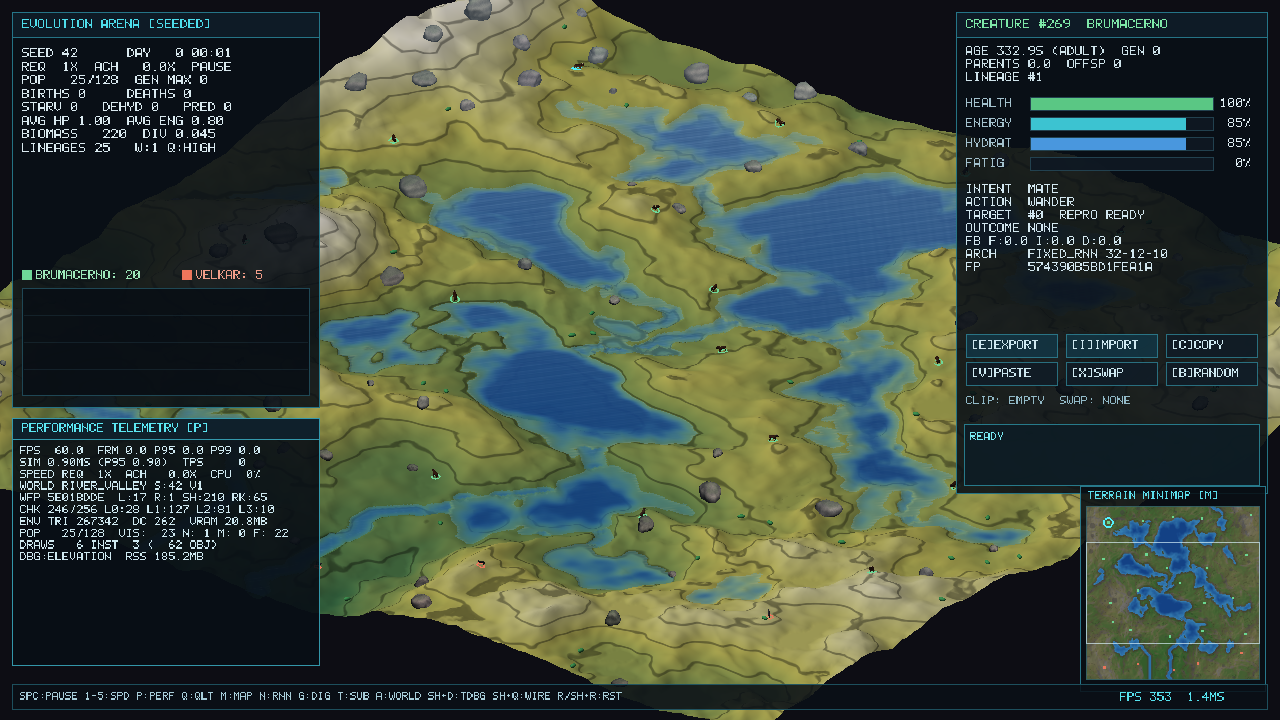 EVOLUTION ARENA [SEEDED]
SEED 42 DAY 0 00:01
REQ 1X ACH 0.0X PAUSE
POP 25/128 GEN MAX 0
BIRTHS 0 DEATHS 0
STARV 0 DEHYD 0 PRED 0
AVG HP 1.00 AVG ENG 0.80
BIOMASS 220 DIV 0.045
LINEAGES 25 W:1 Q:HIGH
BRUMACERNO: 20 VELKAR: 5
PERFORMANCE TELEMETRY [P]
FPS 60.0 FRM 0.0 P95 0.0 P99 0.0
SIM 0.90MS (P95 0.90) TPS 0
SPEED REQ 1X ACH 0.0X CPU 0%
WORLD RIVER_VALLEY S:42 V1
WFP 5E01BDDE L:17 R:1 SH:210 RK:65
CHK 246/256 L0:28 L1:127 L2:81 L3:10
ENV TRI 267342 DC 262 VRAM 20.8MB
POP 25/128 VIS: 23 N: 1 M: 0 F: 22
DRAWS 6 INST 3 ( 62 OBJ)
DBG:ELEVATION RSS 185.2MB
CREATURE #269 BRUMACERNO
AGE 332.95 (ADULT) GEN 0
PARENTS 0.0 OFFSP 0
LINEAGE #1
HEALTH 100%
ENERGY 85%
HYDRAT 85%
FATIG 0%
INTENT MATE
ACTION WANDER
TARGET #0 REPRO READY
OUTCOME NONE
FB F:0.0 I:0.0 D:0.0
ARCH FIXED_RNN 32-12-10
FP 574390B5BD1FEA1A
[E]EXPORT [I]IMPORT [C]COPY
[V]PASTE [X]SWAP [B]RANDOM
CLIP: EMPTY SWAP: NONE
READY
TERRAIN MINIMAP [M]
SPC:PAUSE 1-5:SPD P:PERF Q:QLT M:MAP N:RNN G:DIG T:SUB A:WORLD SH+D:TDBG SH+Q:WIRE R/SH+R:RST
FPS 353 1.4MS